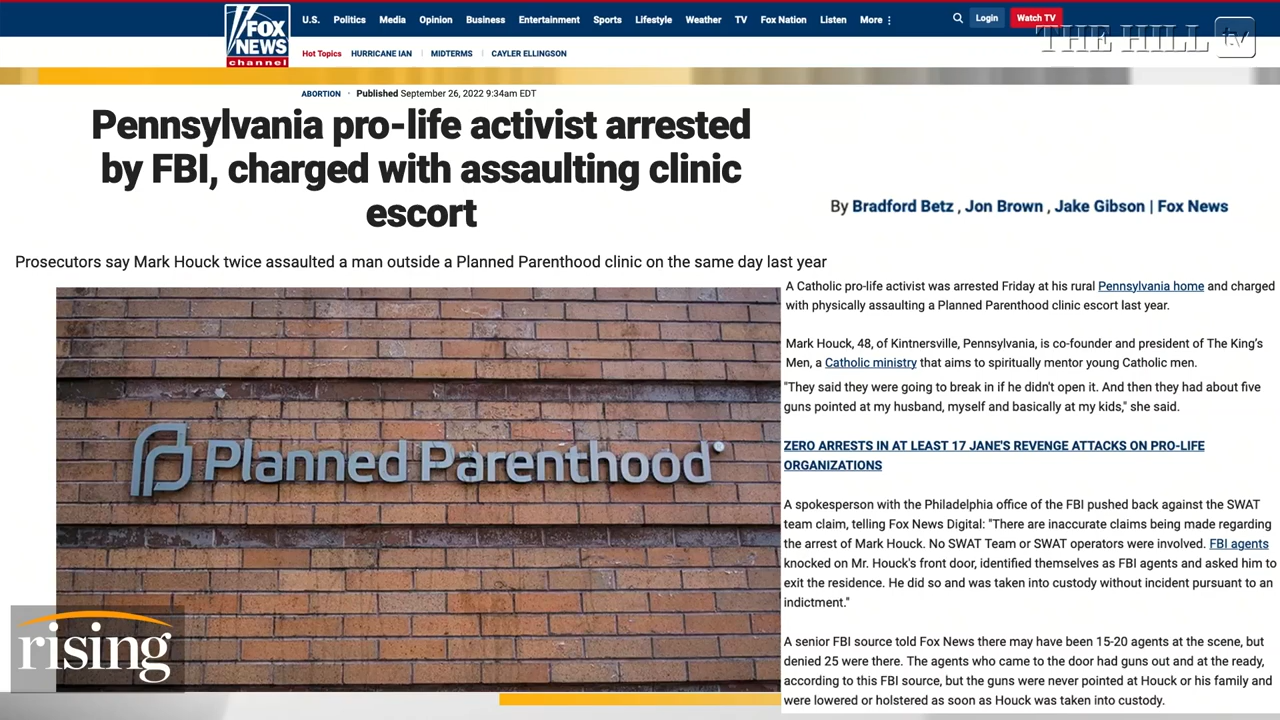 FOX
NEWS
channel
U.S. Politics Media Opinion Business Entertainment Sports Lifestyle Weather TV Fox Nation Listen More
Login
Watch TV
THE HILL tv
Hot Topics HURRICANE IAN MIDTERMS CAYLER ELLINGSON
ABORTION · Published September 26, 2022 9:34am EDT
Pennsylvania pro-life activist arrested
by FBI, charged with assaulting clinic
escort
By Bradford Betz , Jon Brown , Jake Gibson | Fox News
Prosecutors say Mark Houck twice assaulted a man outside a Planned Parenthood clinic on the same day last year
Planned Parenthood®
A Catholic pro-life activist was arrested Friday at his rural Pennsylvania home and charged
with physically assaulting a Planned Parenthood clinic escort last year.
Mark Houck, 48, of Kintnersville, Pennsylvania, is co-founder and president of The King's
Men, a Catholic ministry that aims to spiritually mentor young Catholic men.
"They said they were going to break in if he didn't open it. And then they had about five
guns pointed at my husband, myself and basically at my kids," she said.
ZERO ARRESTS IN AT LEAST 17 JANE'S REVENGE ATTACKS ON PRO-LIFE
ORGANIZATIONS
A spokesperson with the Philadelphia office of the FBI pushed back against the SWAT
team claim, telling Fox News Digital: "There are inaccurate claims being made regarding
the arrest of Mark Houck. No SWAT Team or SWAT operators were involved. FBI agents
knocked on Mr. Houck's front door, identified themselves as FBI agents and asked him to
exit the residence. He did so and was taken into custody without incident pursuant to an
indictment."
A senior FBI source told Fox News there may have been 15-20 agents at the scene, but
denied 25 were there. The agents who came to the door had guns out and at the ready,
according to this FBI source, but the guns were never pointed at Houck or his family and
were lowered or holstered as soon as Houck was taken into custody.
rising